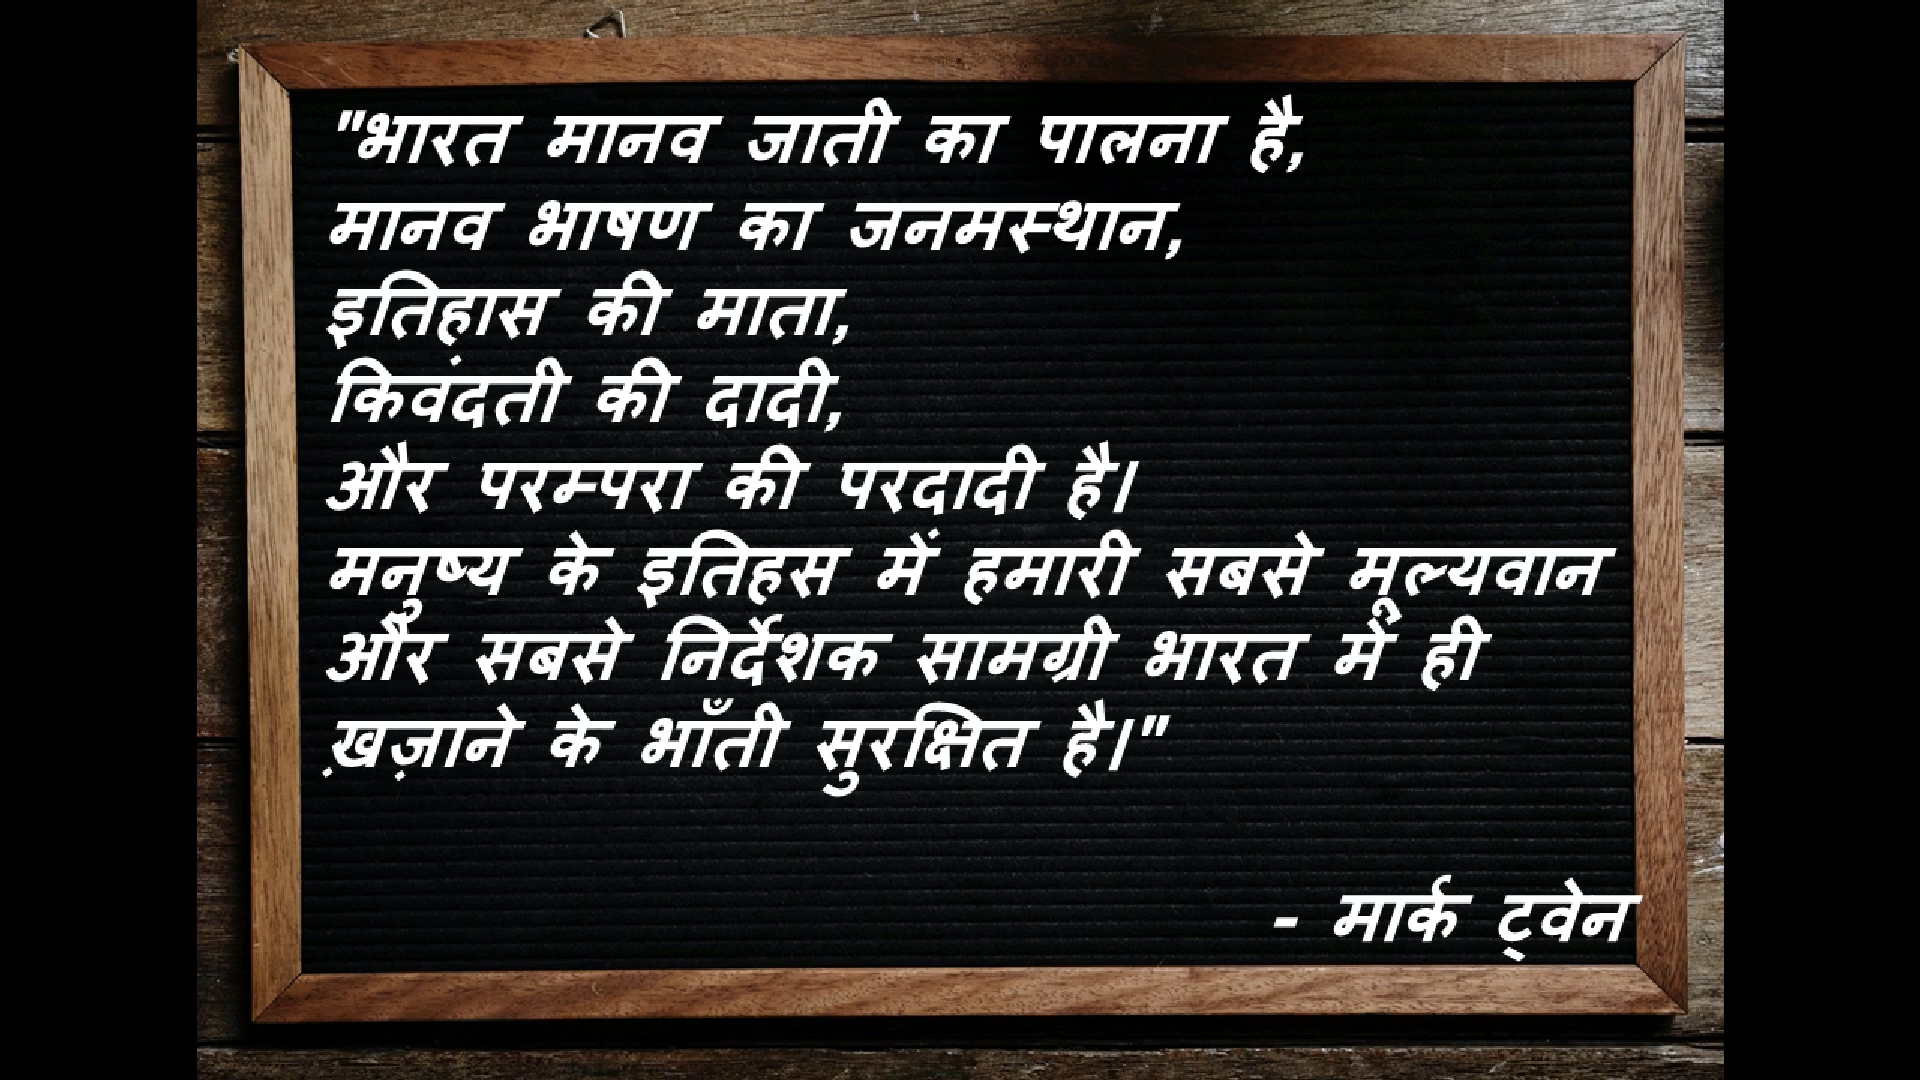 "भारत मानव जाती का पालना है,
मानव भाषण का जनमस्थान,
इतिहास की माता,
किवंदती की दादी,
और परम्परा की परदादी है।
मनुष्य के इतिहस में हमारी सबसे मूल्यवान
और सबसे निर्देशक सामग्री भारत में ही
ख़ज़ाने के भाँती सुरक्षित है।"
- मार्क ट्वेन